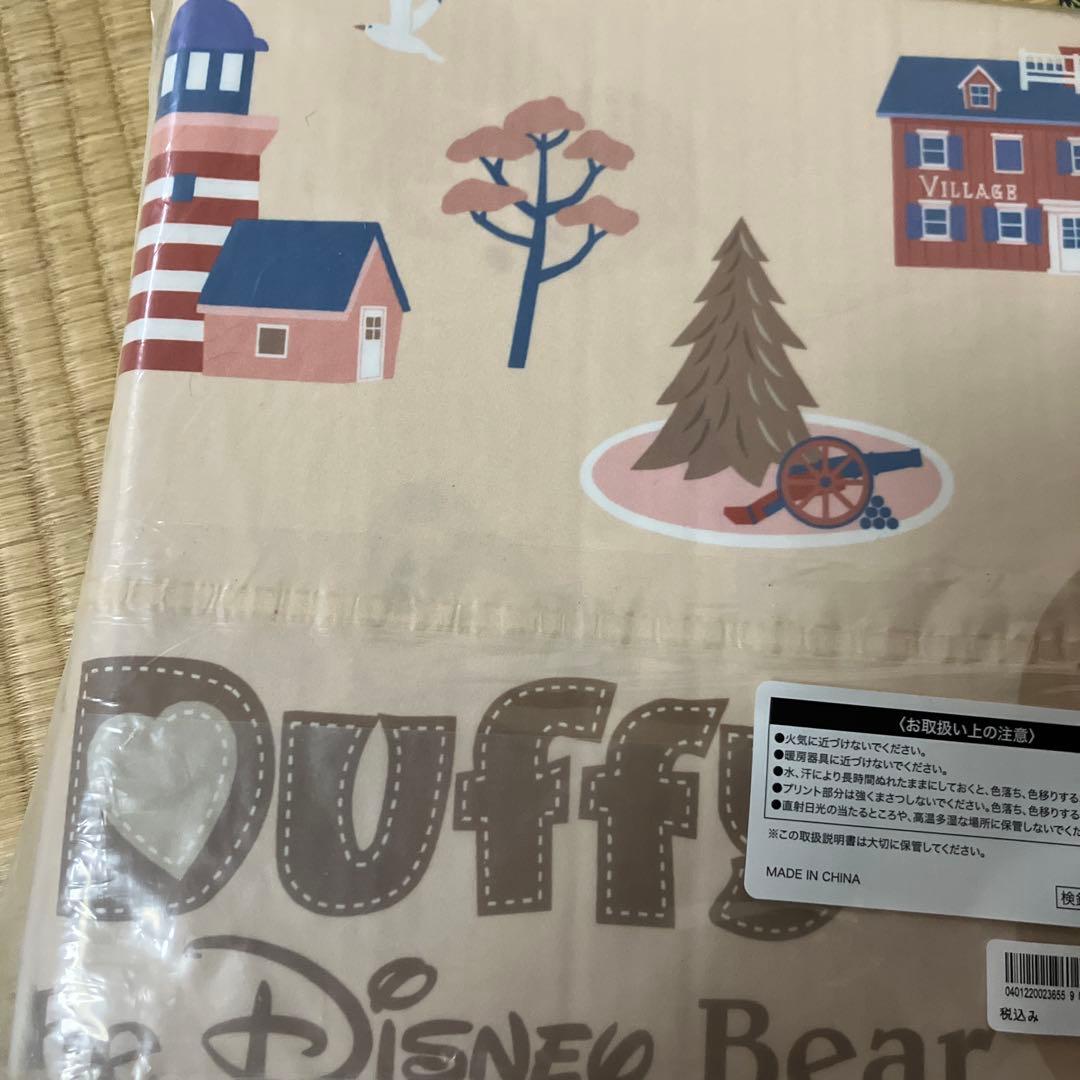 VILLAGE
Duffy
〈お取扱い上の注意〉
●火気に近づけないでください。
●暖房器具に近づけないでください。
●水、汗により長時間ぬれたままにしておくと、色落ち、色移りする
●プリント部分は強くまさつしないでください。色落ち、色移りする
●直射日光の当たるところや、高温多湿な場所に保管しないでくだ
※この取扱説明書は大切に保管してください。
MADE IN CHINA
検
he Disney Bear
0401220023655 9
税込み